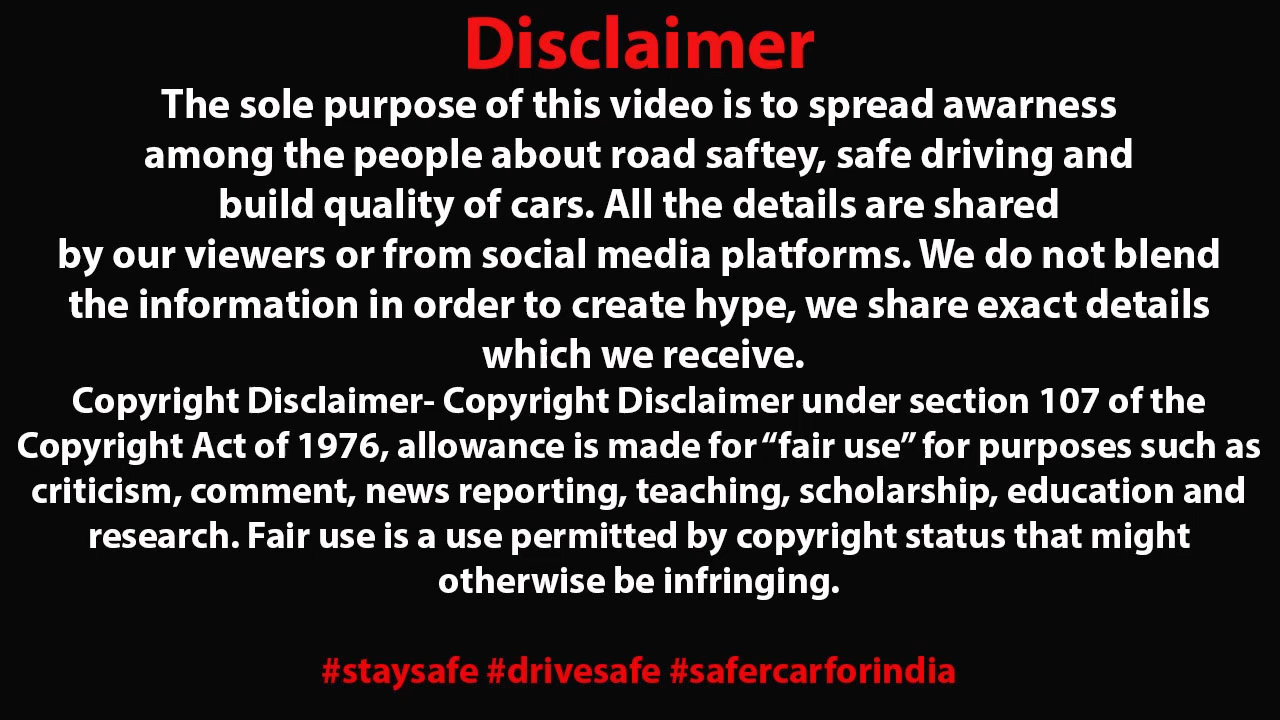 Disclaimer
The sole purpose of this video is to spread awarness
among the people about road saftey, safe driving and
build quality of cars. All the details are shared
by our viewers or from social media platforms. We do not blend
the information in order to create hype, we share exact details
which we receive.
Copyright Disclaimer- Copyright Disclaimer under section 107 of the
Copyright Act of 1976, allowance is made for “fair use” for purposes such as
criticism, comment, news reporting, teaching, scholarship, education and
research. Fair use is a use permitted by copyright status that might
otherwise be infringing.
#staysafe #drivesafe #safercarforindia